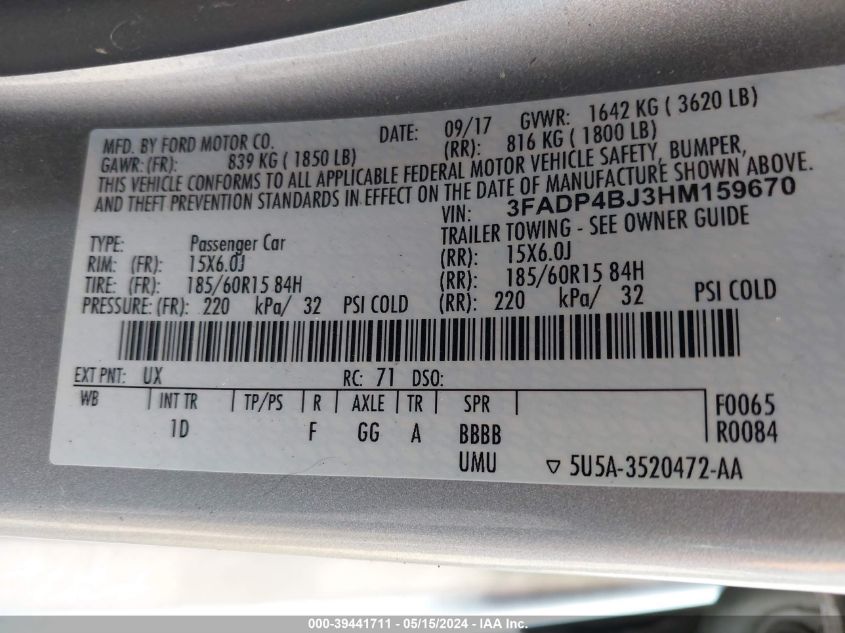 MFD. BY FORD MOTOR CO. DATE: 09/17 GVWR: 1642 KG ( 3620 LB)
GAWR: (FR): 839 KG ( 1850 LB) (RR): 816 KG ( 1800 LB)
THIS VEHICLE CONFORMS TO ALL APPLICABLE FEDERAL MOTOR VEHICLE SAFETY, BUMPER,
AND THEFT PREVENTION STANDARDS IN EFFECT ON THE DATE OF MANUFACTURE SHOWN ABOVE.
VIN: 3FADP4BJ3HM159670
TYPE: Passenger Car TRAILER TOWING - SEE OWNER GUIDE
RIM: (FR): 15X6.0J (RR): 15X6.0J
TIRE: (FR): 185/60R15 84H (RR): 185/60R15 84H
PRESSURE: (FR): 220 kPa/ 32 PSI COLD (RR): 220 kPa/ 32 PSI COLD
EXT PNT: UX RC: 71 DSO:
WB INT TR TP/PS R AXLE TR SPR F0065
1D F GG A BBBB R0084
UMU ▽ 5U5A-3520472-AA
000-39441711 - 05/15/2024 - IAAI.com